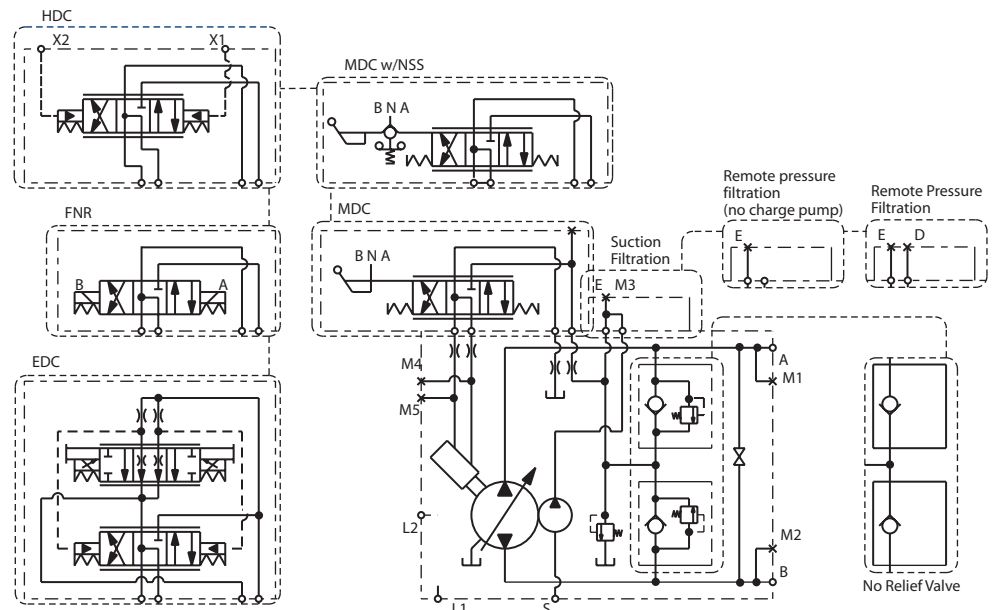 HDC
X2
X1
MDC w/NSS
B N A
FNR
B
A
MDC
B N A
Suction
Filtration
E
M3
Remote pressure
filtration
(no charge pump)
E
Remote Pressure
Filtration
E
D
EDC
M4
M5
A
M1
L2
M2
B
L1
S
No Relief Valve